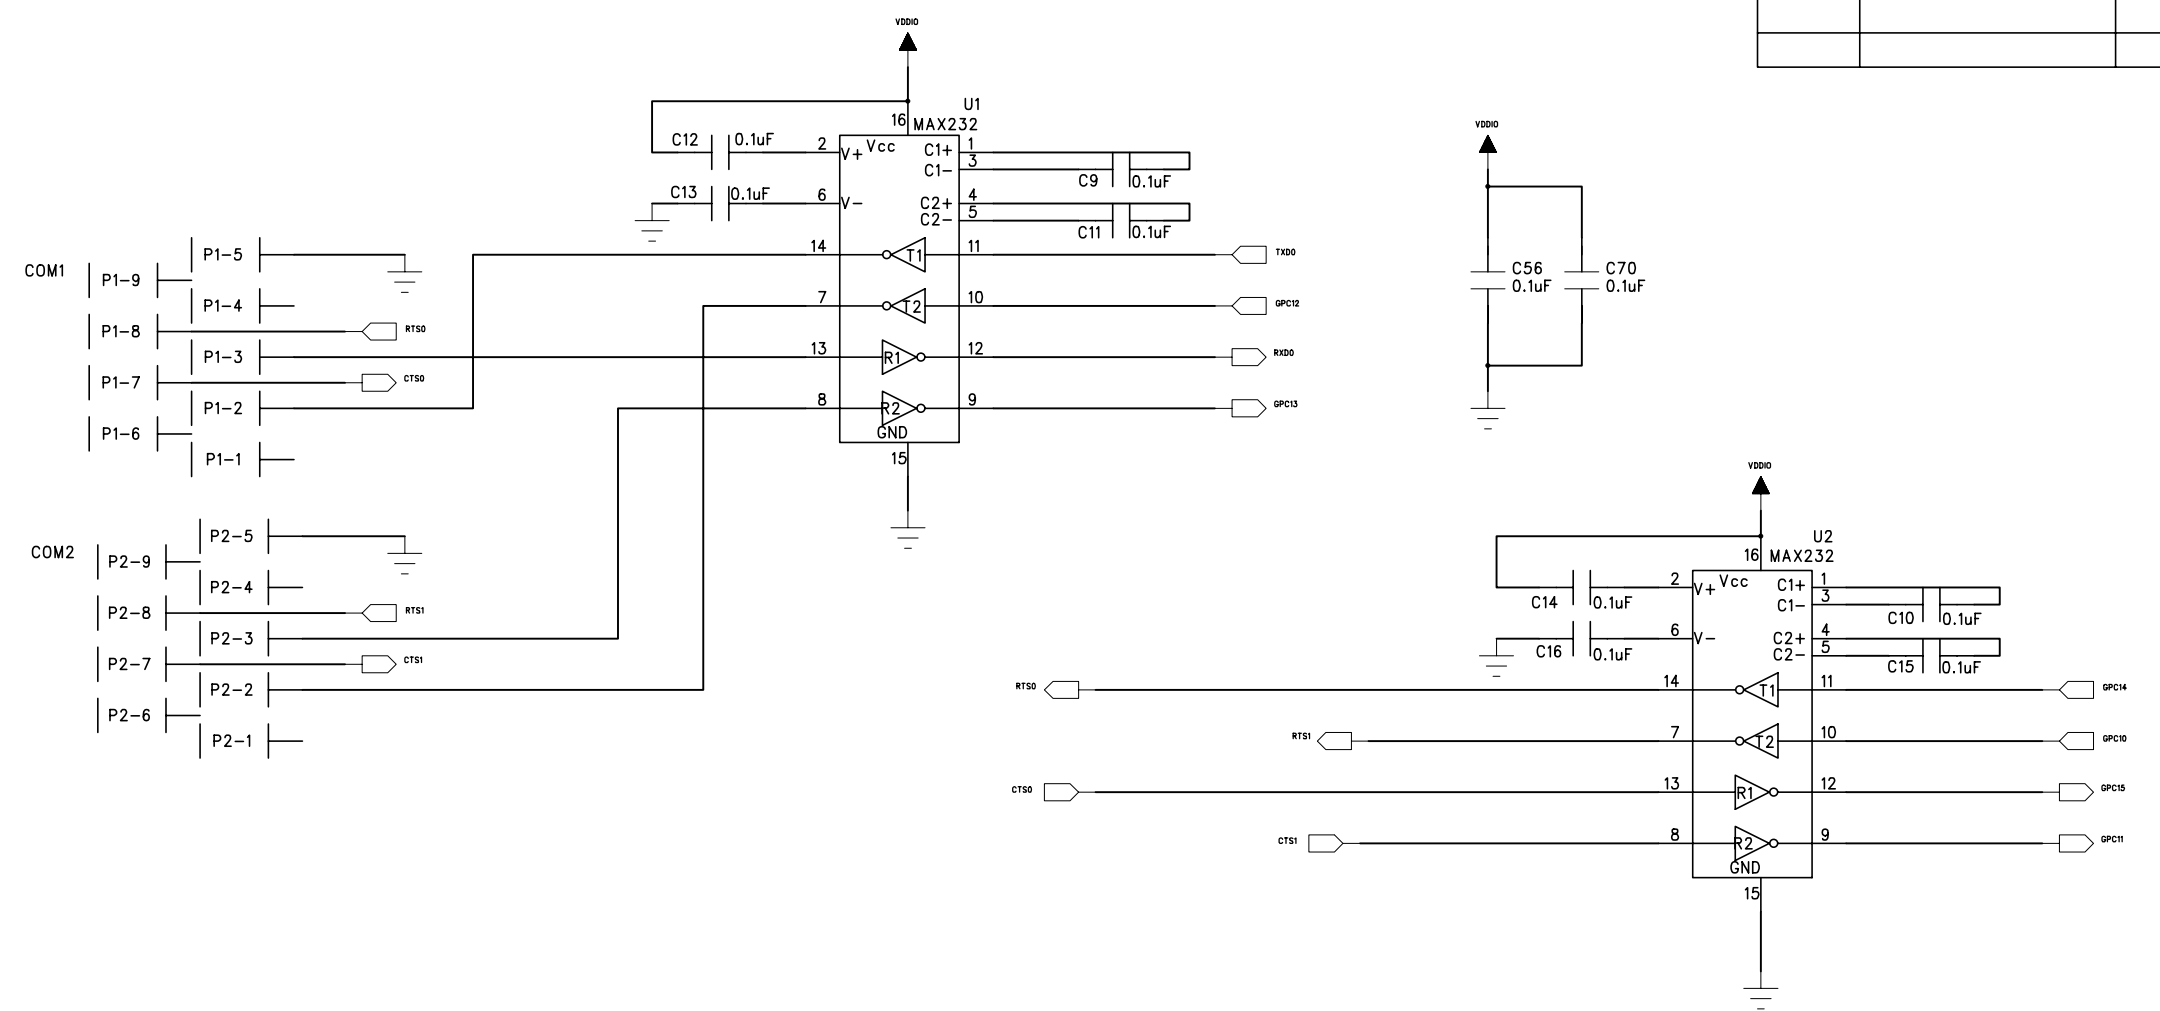 VDDIO
U1
16
MAX232
C12 0.1uF
2
V+
Vcc
C1+
1
C1-
3
C9
0.1uF
C13 0.1uF
6
V-
C2+
4
C2-
5
C11
0.1uF
14
T1
11
TXD0
7
T2
10
GPC12
13
R1
12
RXD0
8
R2
9
GPC13
GND
15
COM1
P1-5
P1-9
P1-4
P1-8
RTS0
P1-3
P1-7
CTS0
P1-2
P1-6
P1-1
COM2
P2-5
P2-9
P2-4
P2-8
RTS1
P2-3
P2-7
CTS1
P2-2
P2-6
P2-1
VDDIO
C56
0.1uF
C70
0.1uF
VDDIO
U2
16
MAX232
C14
0.1uF
2
V+
Vcc
C1+
1
C1-
3
C10
0.1uF
C16
0.1uF
6
V-
C2+
4
C2-
5
C15
0.1uF
RTS0
14
T1
11
GPC14
RTS1
7
T2
10
GPC10
CTS0
13
R1
12
GPC15
CTS1
8
R2
9
GPC11
GND
15